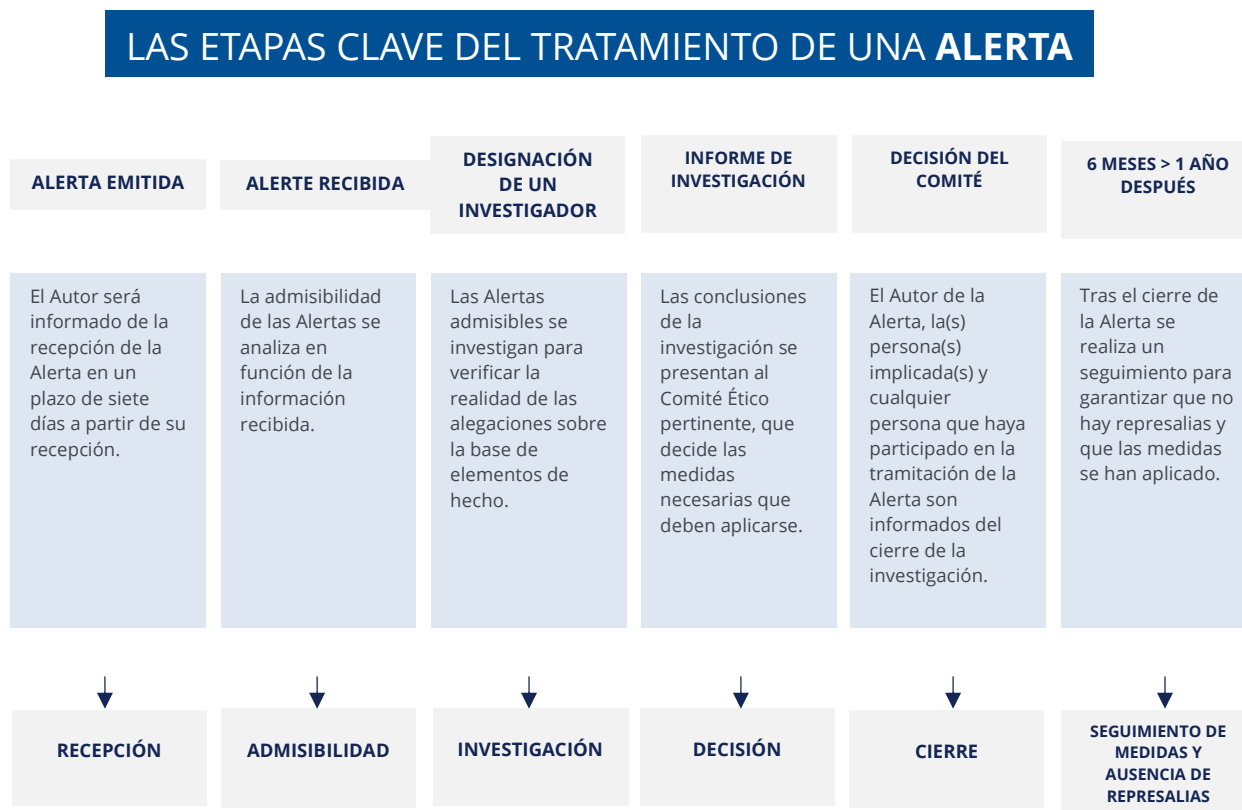 LAS ETAPAS CLAVE DEL TRATAMIENTO DE UNA ALERTA
ALERTA EMITIDA
El Autor será
informado de la
recepción de la
Alerta en un
plazo de siete
días a partir de su
recepción.
RECEPCIÓN
ALERTE RECIBIDA
La admisibilidad
de las Alertas se
analiza en
función de la
información
recibida.
ADMISIBILIDAD
DESIGNACIÓN
DE UN
INVESTIGADOR
Las Alertas
admisibles se
investigan para
verificar la
realidad de las
alegaciones sobre
la base de
elementos de
hecho.
INVESTIGACIÓN
INFORME DE
INVESTIGACIÓN
Las conclusiones
de la
investigación se
presentan al
Comité Ético
pertinente, que
decide las
medidas
necesarias que
deben aplicarse.
DECISIÓN
DECISIÓN DEL
COMITÉ
El Autor de la
Alerta, la(s)
persona(s)
implicada(s) y
cualquier
persona que haya
participado en la
tramitación de la
Alerta son
informados del
cierre de la
investigación.
CIERRE
6 MESES > 1 AÑO
DESPUÉS
Tras el cierre de
la Alerta se
realiza un
seguimiento para
garantizar que no
hay represalias y
que las medidas
se han aplicado.
SEGUIMIENTO DE
MEDIDAS Y
AUSENCIA DE
REPRESALIAS